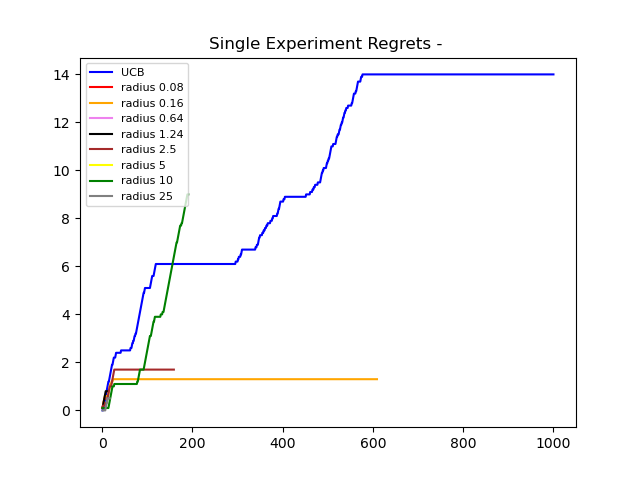 Single Experiment Regrets -
UCB
radius 0.08
radius 0.16
radius 0.64
radius 1.24
radius 2.5
radius 5
radius 10
radius 25
14
12
10
8
6
4
2
0
0 200 400 600 800 1000